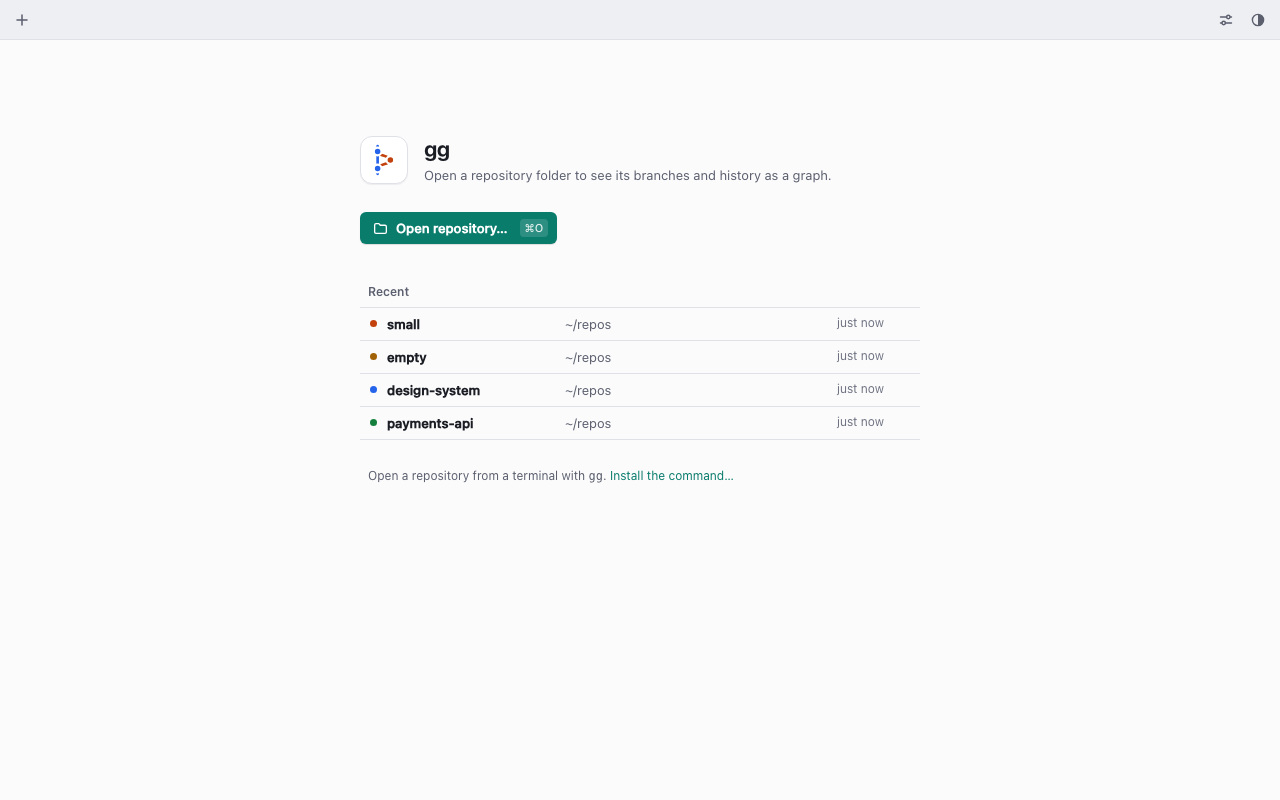 gg
Open a repository folder to see its branches and history as a graph.
Open repository... ⌘O
Recent
small ~/repos just now
empty ~/repos just now
design-system ~/repos just now
payments-api ~/repos just now
Open a repository from a terminal with gg. Install the command...